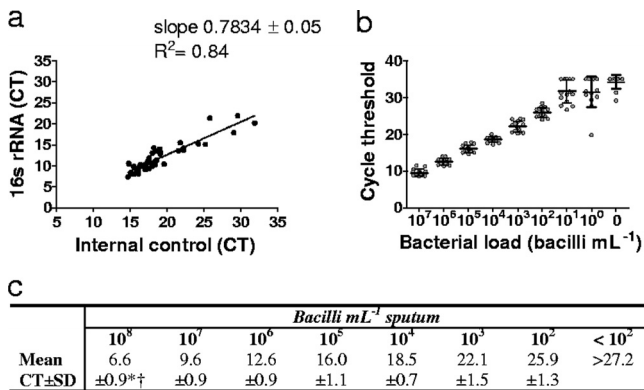 a
slope 0.7834 ± 0.05
R²= 0.84
16s rRNA (CT)
35
30
25
20
15
10
5
5 10 15 20 25 30 35
Internal control (CT)
b
Cycle threshold
40
30
20
10
0
10⁷ 10⁶ 10⁵ 10⁴ 10³ 10² 10¹ 10⁰ 0
Bacterial load (bacilli mL⁻¹)
c
Bacilli mL⁻¹ sputum
10⁸ 10⁷ 10⁶ 10⁵ 10⁴ 10³ 10² < 10²
Mean 6.6 9.6 12.6 16.0 18.5 22.1 25.9 >27.2
CT±SD ±0.9*† ±0.9 ±0.9 ±1.1 ±0.7 ±1.5 ±1.3